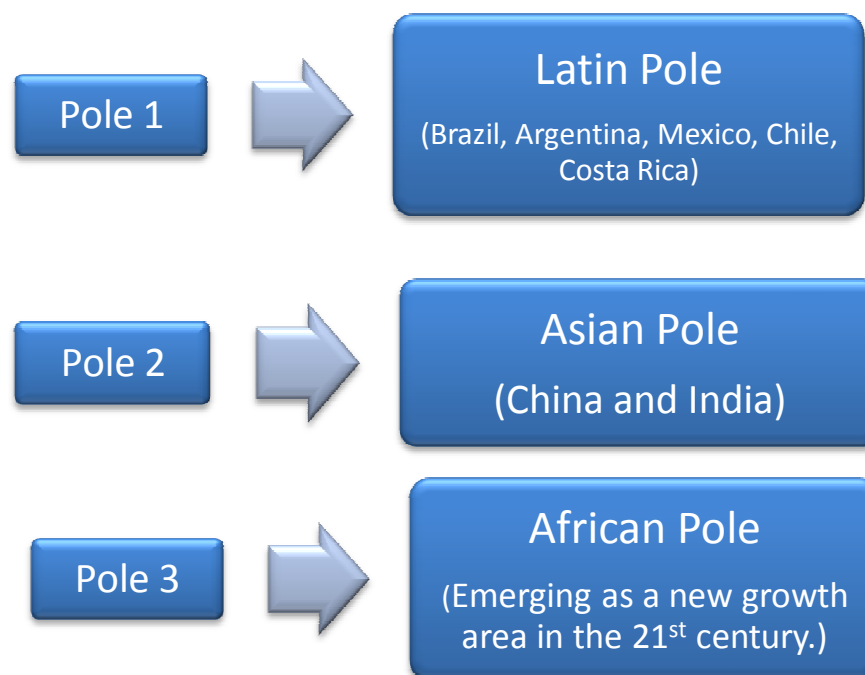 Pole 1
Latin Pole
(Brazil, Argentina, Mexico, Chile,
Costa Rica)
Pole 2
Asian Pole
(China and India)
Pole 3
African Pole
(Emerging as a new growth
area in the 21st century.)